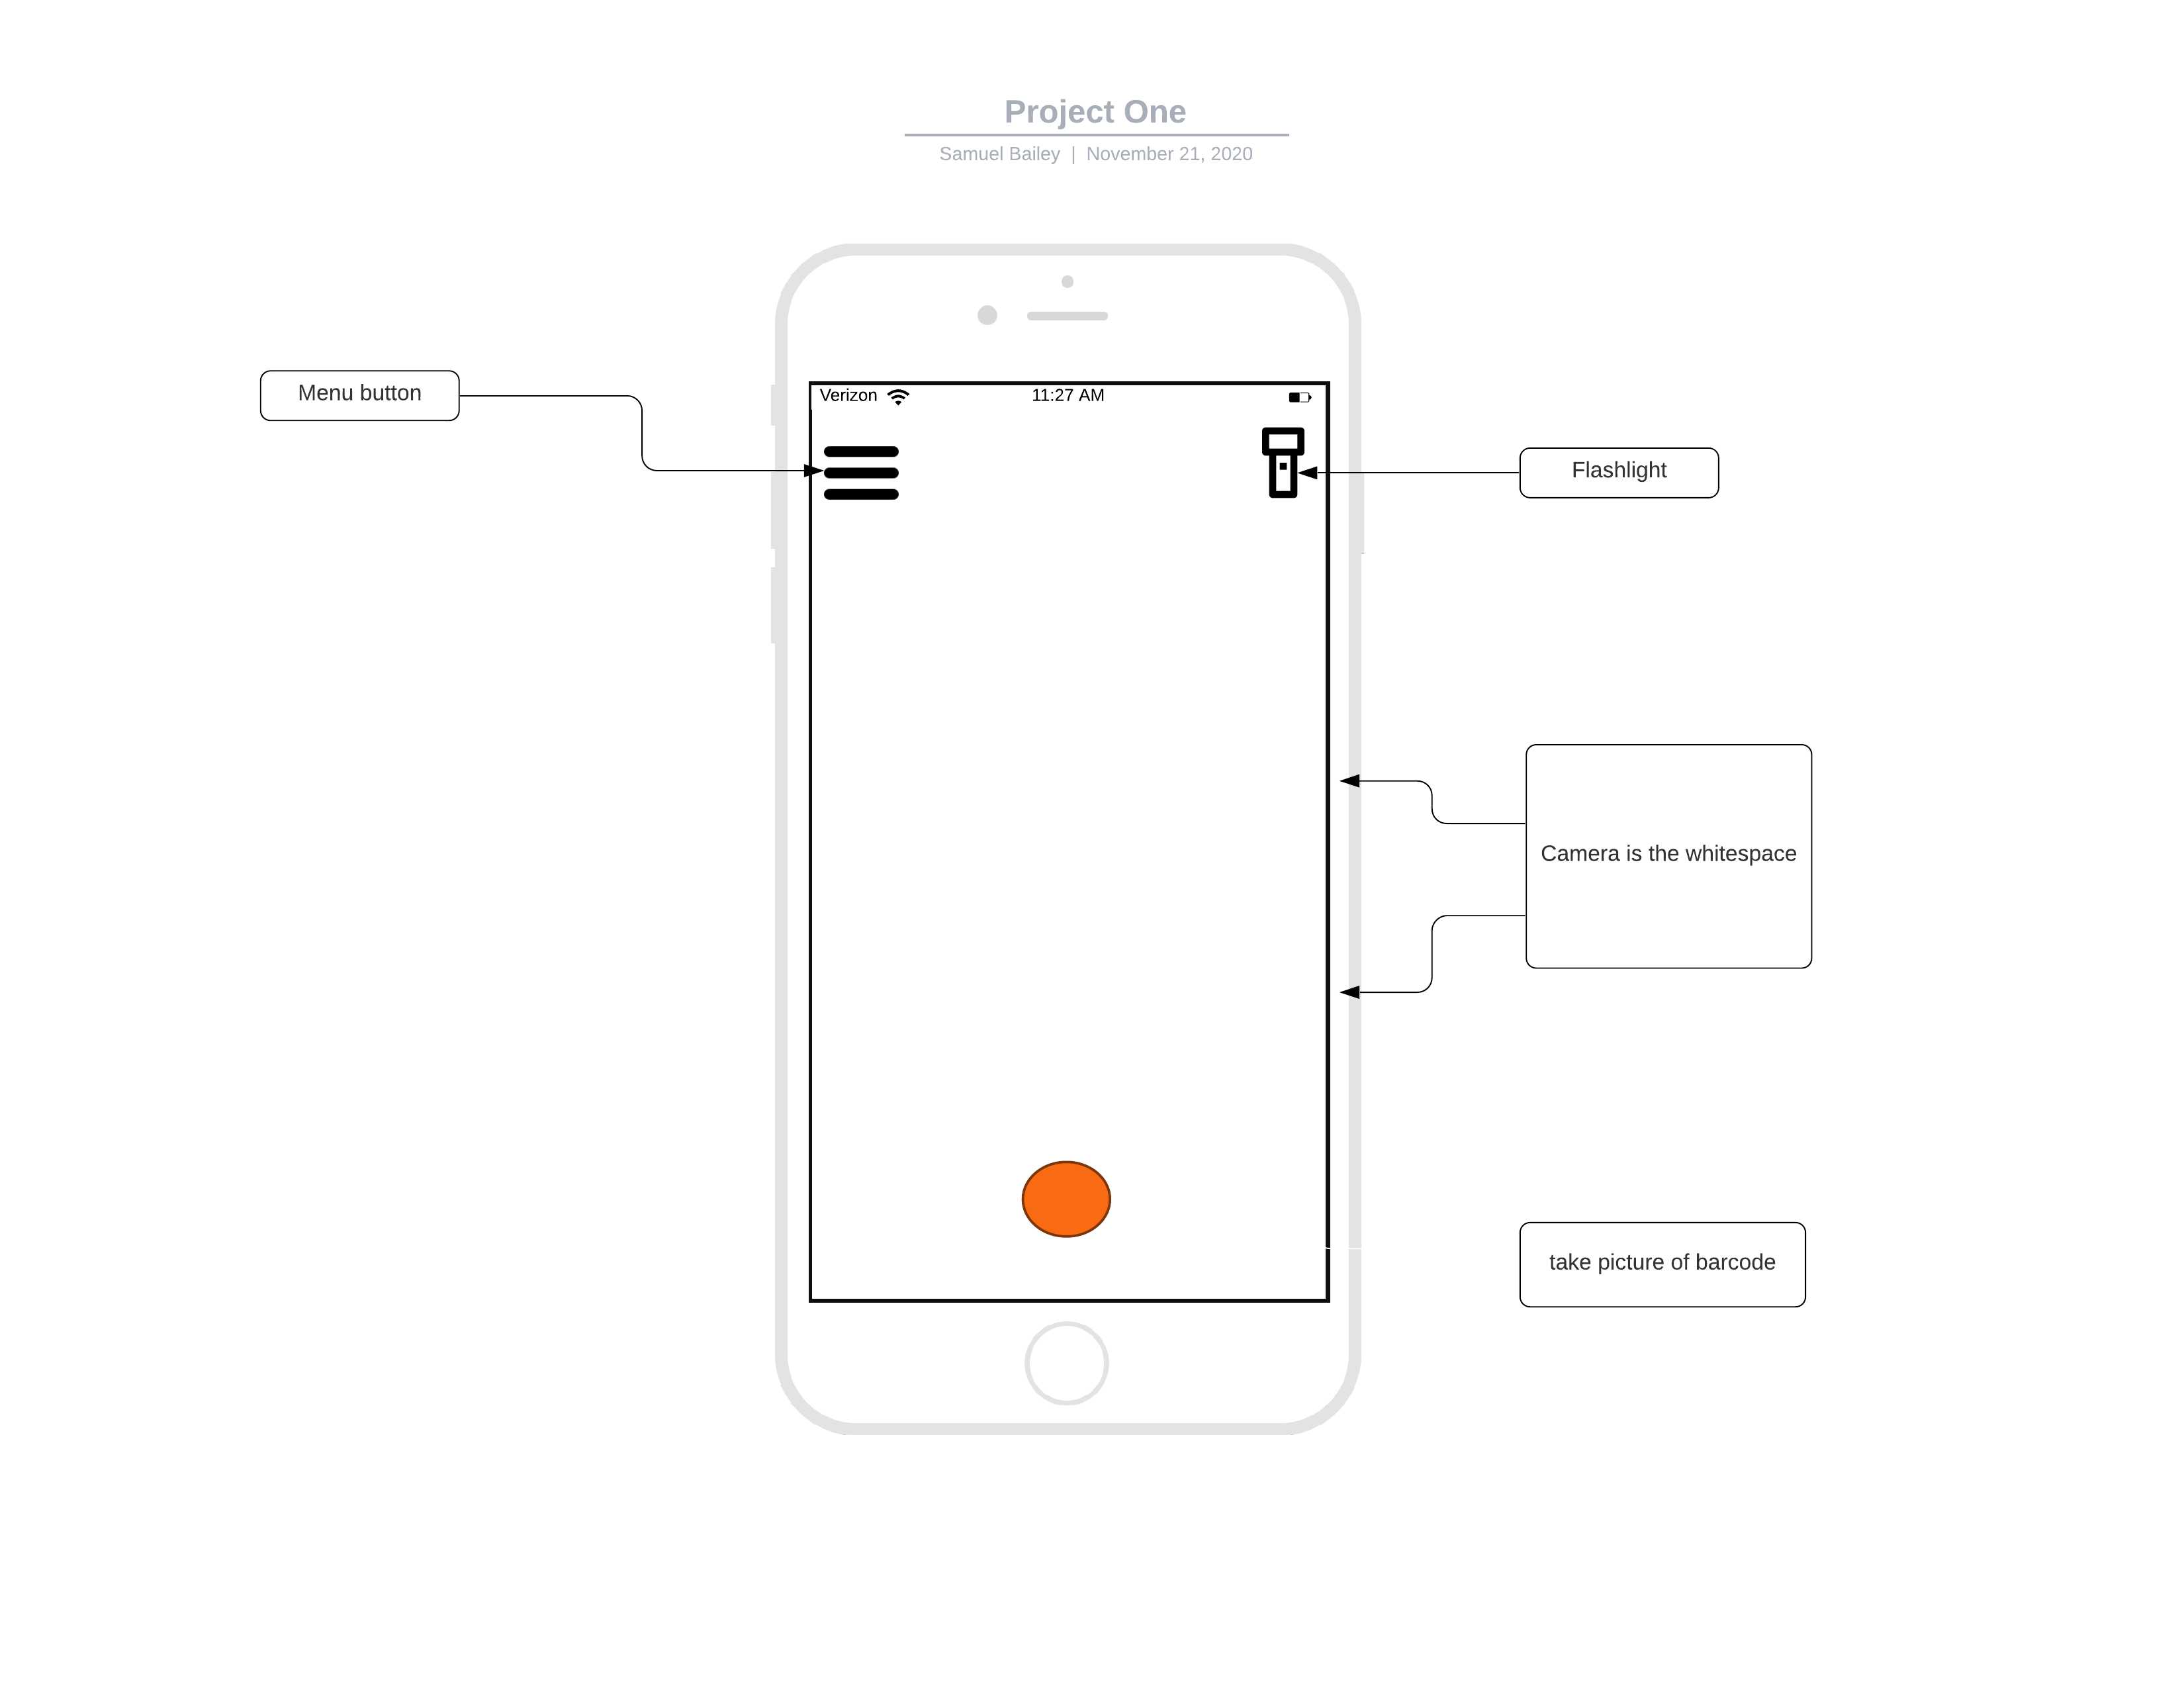 Project One
Samuel Bailey | November 21, 2020
Menu button
Verizon 11:27 AM
Flashlight
Camera is the whitespace
take picture of barcode